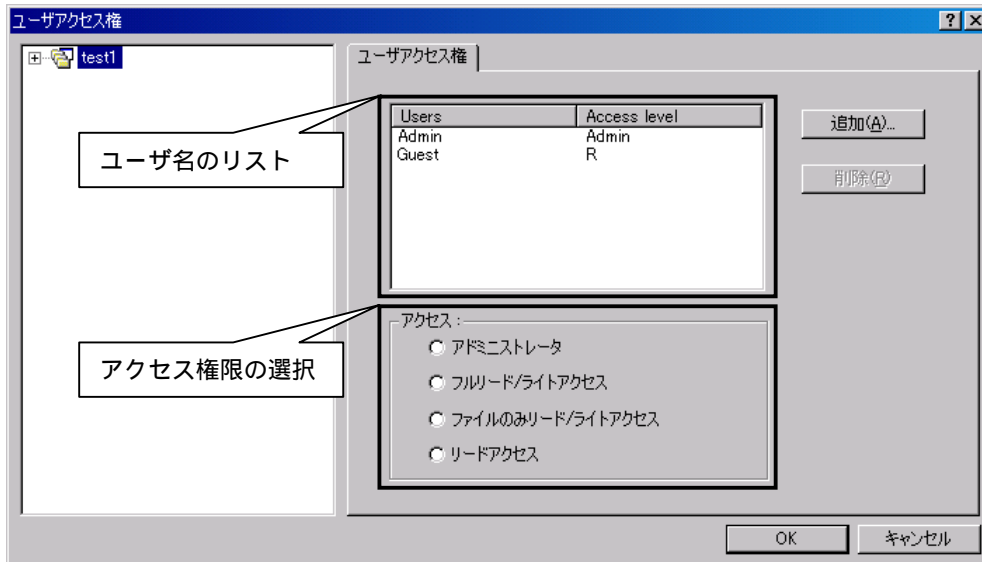 ユーザアクセス権
test1
ユーザアクセス権
Users Access level
Admin Admin
Guest R
追加(A)...
削除(R)
ユーザ名のリスト
アクセス:
アドミニストレータ
フルリード/ライトアクセス
ファイルのみリード/ライトアクセス
リードアクセス
アクセス権限の選択
OK
キャンセル